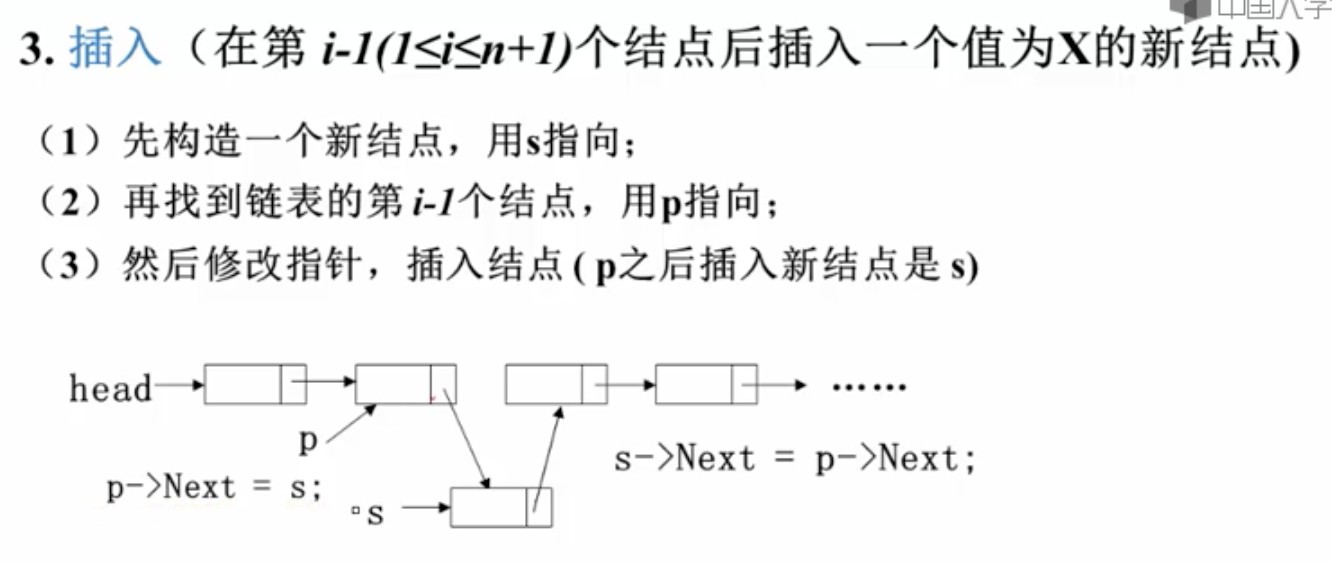 3. 插入（在第 i-1(1≤i≤n+1)个结点后插入一个值为X的新结点)
（1）先构造一个新结点，用s指向；
（2）再找到链表的第 i-1个结点，用p指向；
（3）然后修改指针，插入结点 ( p之后插入新结点是 s)
head
……
p
s->Next = p->Next;
p->Next = s;
s